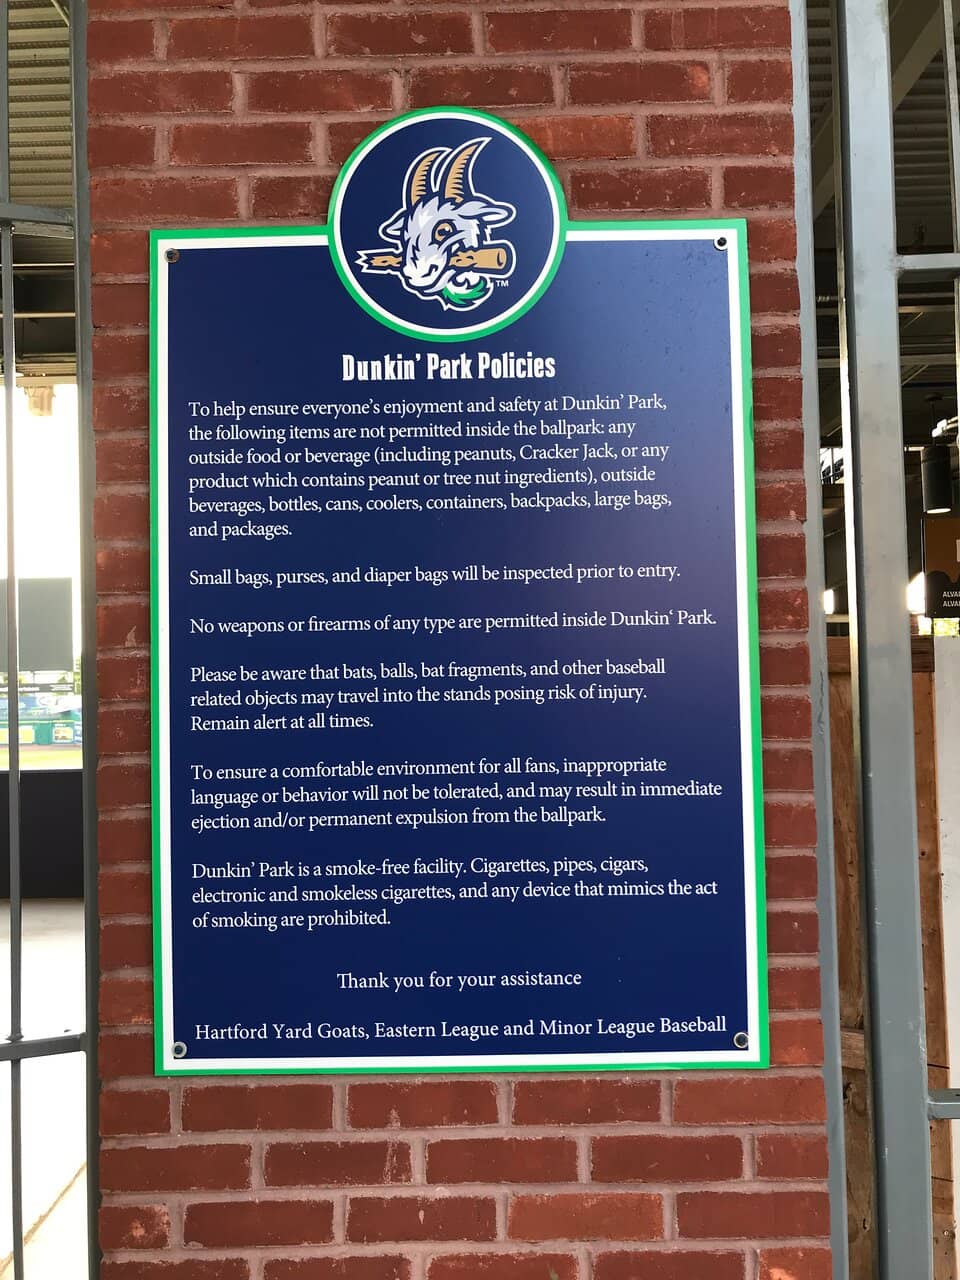 TM
Dunkin' Park Policies
To help ensure everyone's enjoyment and safety at Dunkin' Park,
the following items are not permitted inside the ballpark: any
outside food or beverage (including peanuts, Cracker Jack, or any
product which contains peanut or tree nut ingredients), outside
beverages, bottles, cans, coolers, containers, backpacks, large bags,
and packages.
Small bags, purses, and diaper bags will be inspected prior to entry.
No weapons or firearms of any type are permitted inside Dunkin‘ Park.
Please be aware that bats, balls, bat fragments, and other baseball
related objects may travel into the stands posing risk of injury.
Remain alert at all times.
To ensure a comfortable environment for all fans, inappropriate
language or behavior will not be tolerated, and may result in immediate
ejection and/or permanent expulsion from the ballpark.
Dunkin' Park is a smoke-free facility. Cigarettes, pipes, cigars,
electronic and smokeless cigarettes, and any device that mimics the act
of smoking are prohibited.
Thank you for your assistance
Hartford Yard Goats, Eastern League and Minor League Baseball